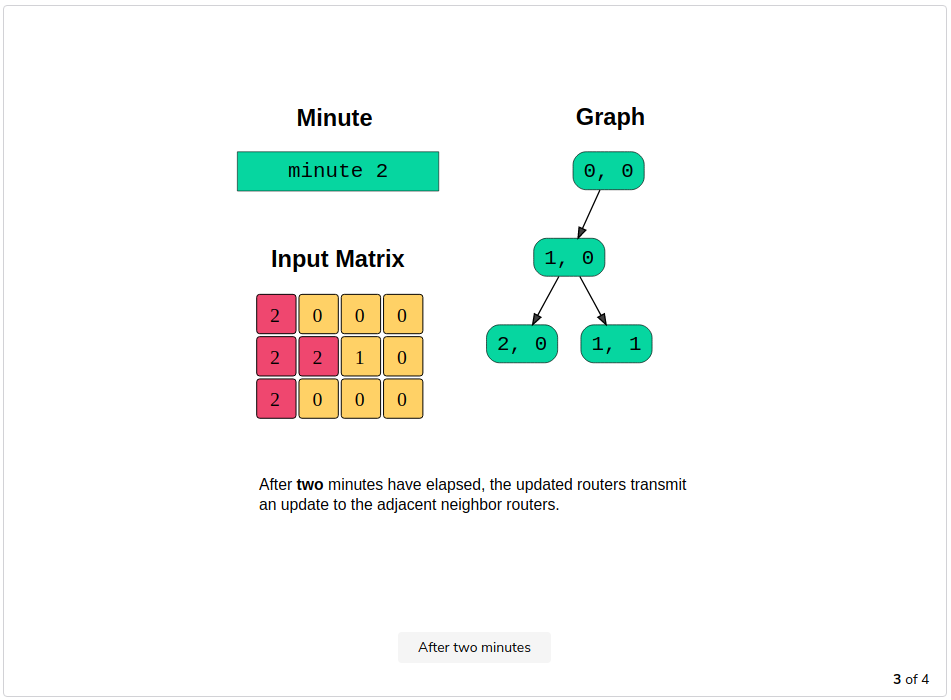 Minute
minute 2
Graph
0, 0
1, 0
2, 0
1, 1
Input Matrix
2 0 0 0
2 2 1 0
2 0 0 0
After two minutes have elapsed, the updated routers transmit
an update to the adjacent neighbor routers.
After two minutes
3 of 4